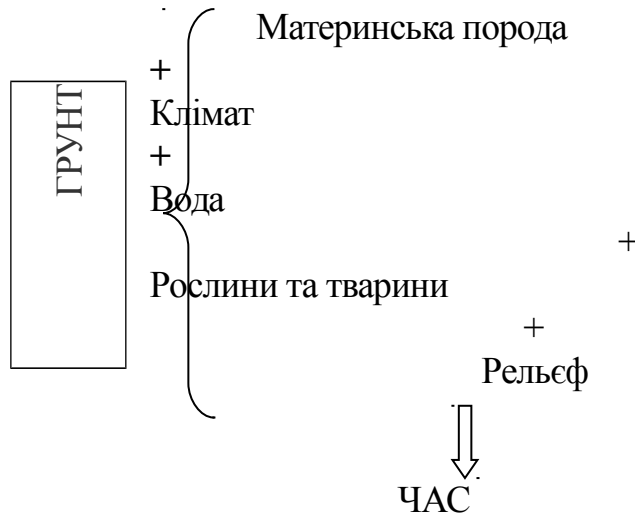 Материнська порода
+
Клімат
+
Вода
+
Рослини та тварини
+
Рельєф
ЧАС
ГРУНТ